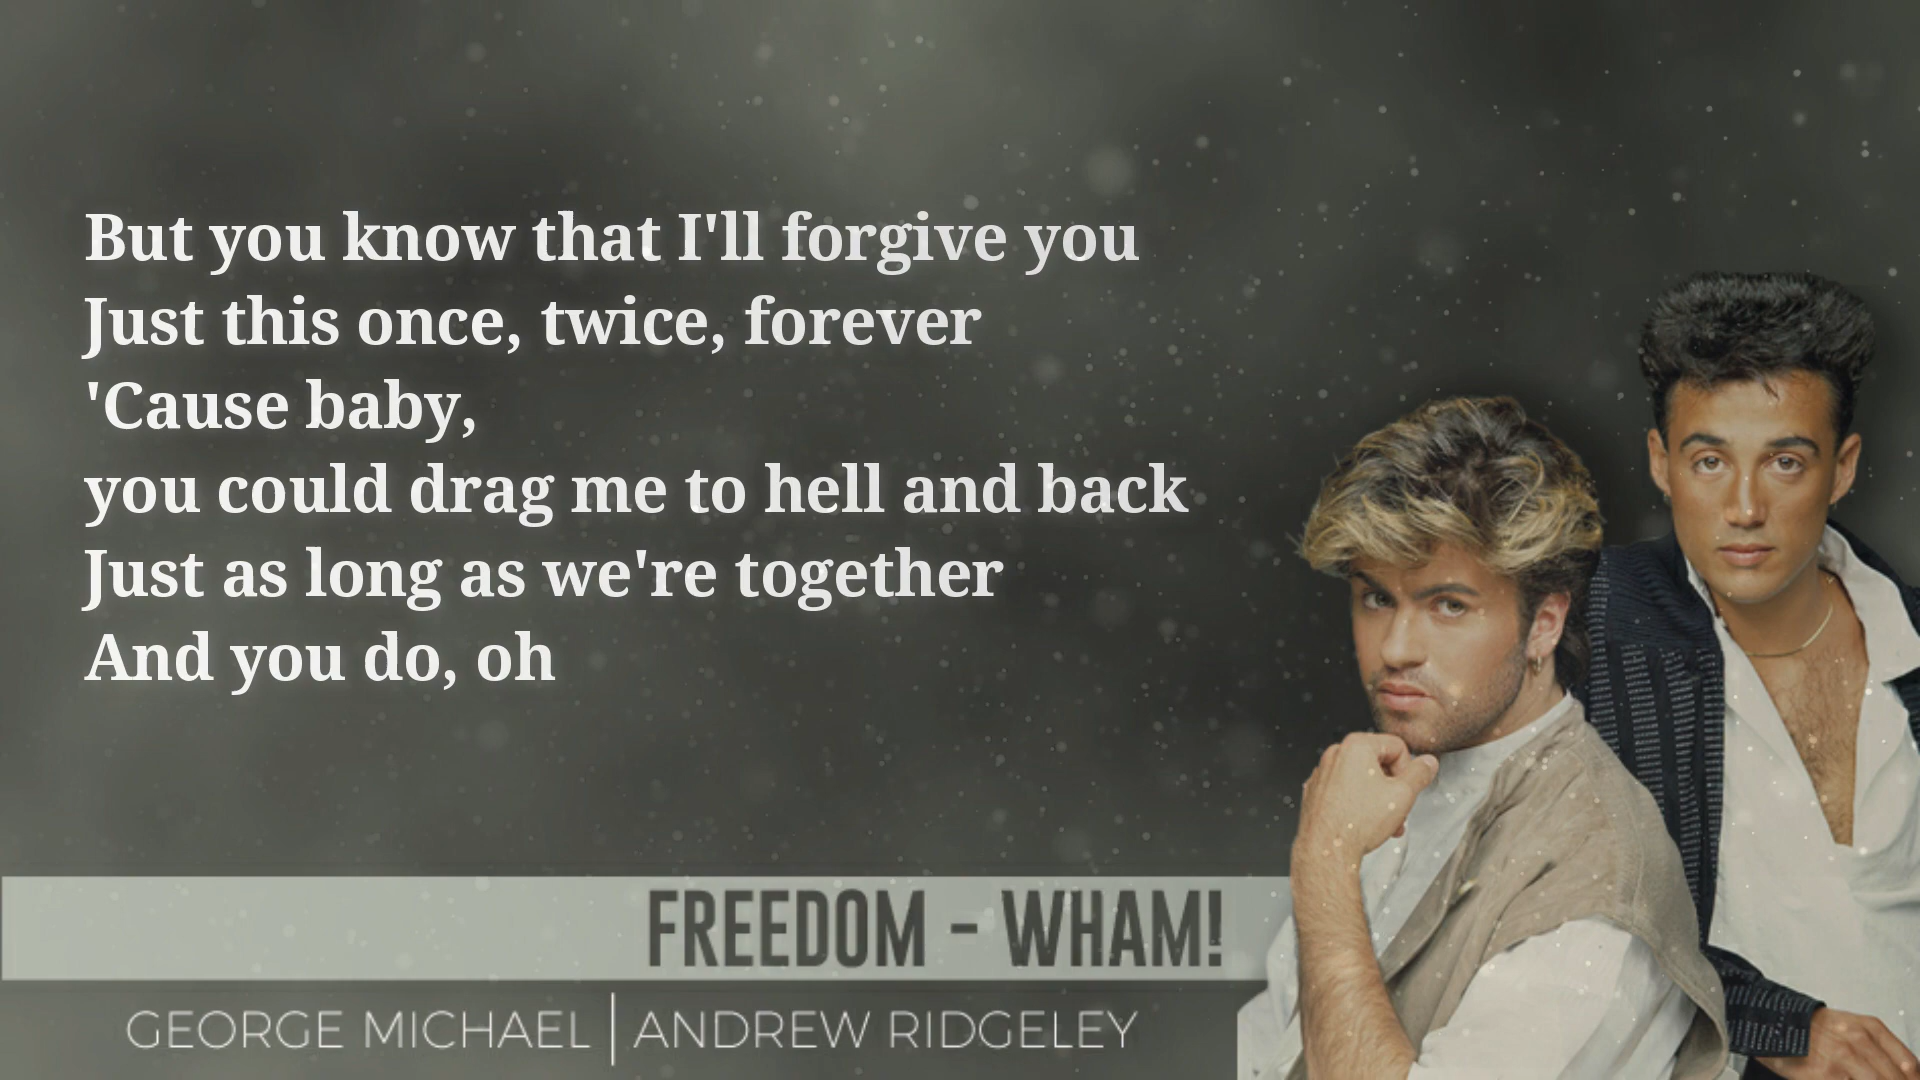 But you know that I'll forgive you
Just this once, twice, forever
'Cause baby,
you could drag me to hell and back
Just as long as we're together
And you do, oh
FREEDOM - WHAM!
GEORGE MICHAEL | ANDREW RIDGELEY